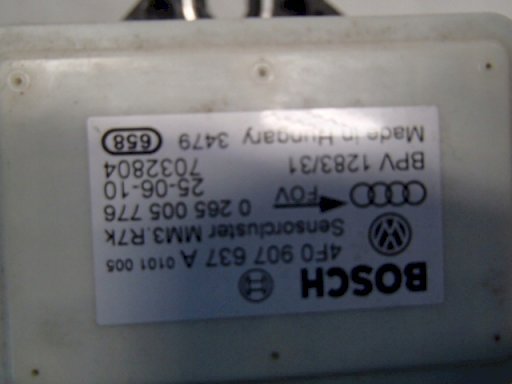 BOSCH
4F0 907 637 A 0101 005
Sensorcluster MM3.R7k
0 265 005 776
FOV
25-06-10
BPV 1283/31 7032804
Made in Hungary 3479 658